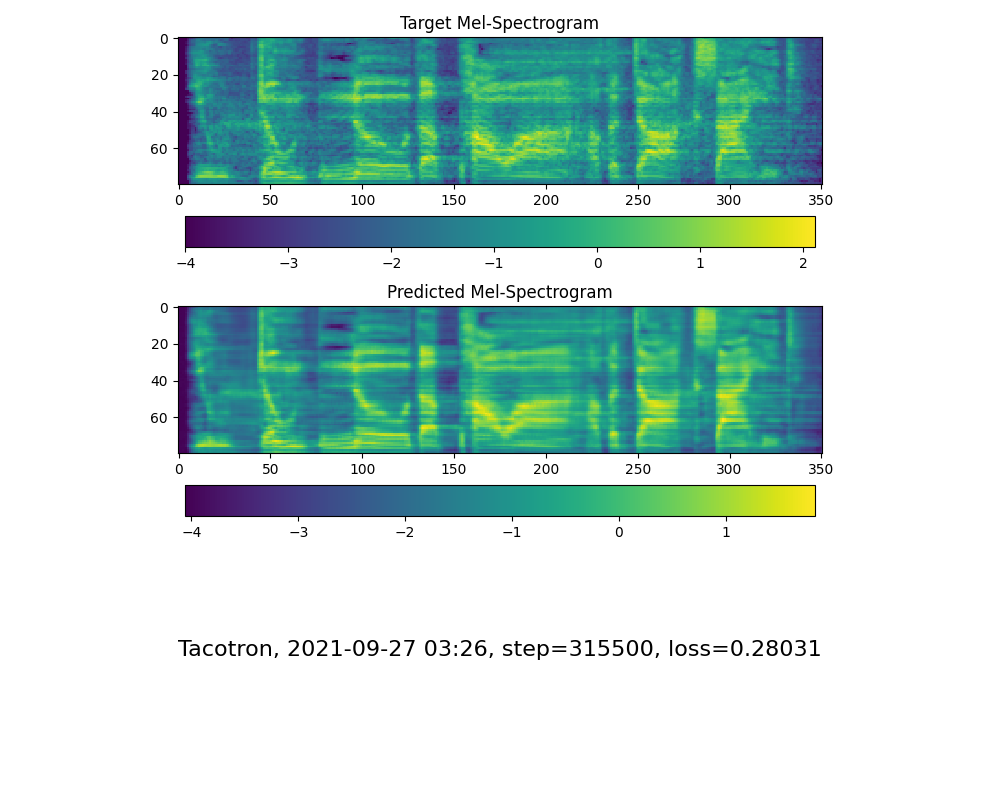 Target Mel-Spectrogram
0
20
40
60
0 50 100 150 200 250 300 350
−4 −3 −2 −1 0 1 2
Predicted Mel-Spectrogram
0
20
40
60
0 50 100 150 200 250 300 350
−4 −3 −2 −1 0 1
Tacotron, 2021-09-27 03:26, step=315500, loss=0.28031